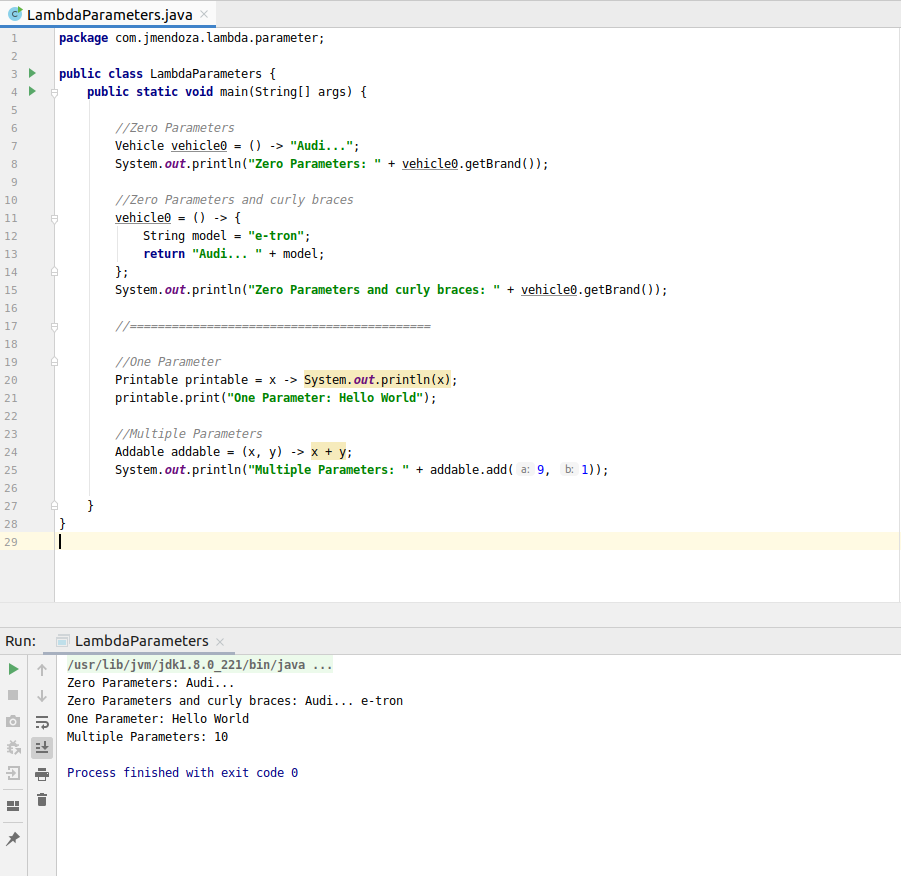 LambdaParameters.java
1 package com.jmendoza.lambda.parameter;
2
3 public class LambdaParameters {
4 public static void main(String[] args) {
5
6 //Zero Parameters
7 Vehicle vehicle0 = () -> "Audi...";
8 System.out.println("Zero Parameters: " + vehicle0.getBrand());
9
10 //Zero Parameters and curly braces
11 vehicle0 = () -> {
12 String model = "e-tron";
13 return "Audi... " + model;
14 };
15 System.out.println("Zero Parameters and curly braces: " + vehicle0.getBrand());
16
17 //===========================================
18
19 //One Parameter
20 Printable printable = x -> System.out.println(x);
21 printable.print("One Parameter: Hello World");
22
23 //Multiple Parameters
24 Addable addable = (x, y) -> x + y;
25 System.out.println("Multiple Parameters: " + addable.add( a: 9, b: 1));
26
27 }
28 }
29
Run: LambdaParameters
/usr/lib/jvm/jdk1.8.0_221/bin/java ...
Zero Parameters: Audi...
Zero Parameters and curly braces: Audi... e-tron
One Parameter: Hello World
Multiple Parameters: 10
Process finished with exit code 0